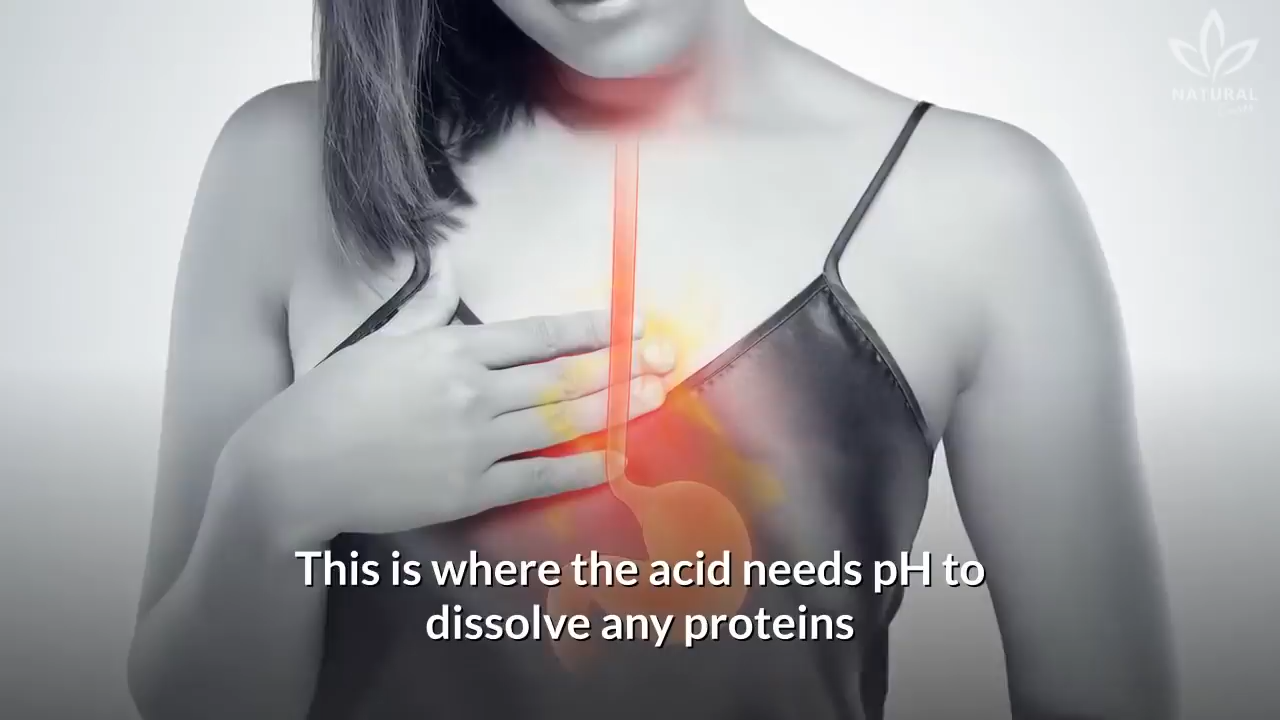 NATURAL
This is where the acid needs pH to
dissolve any proteins